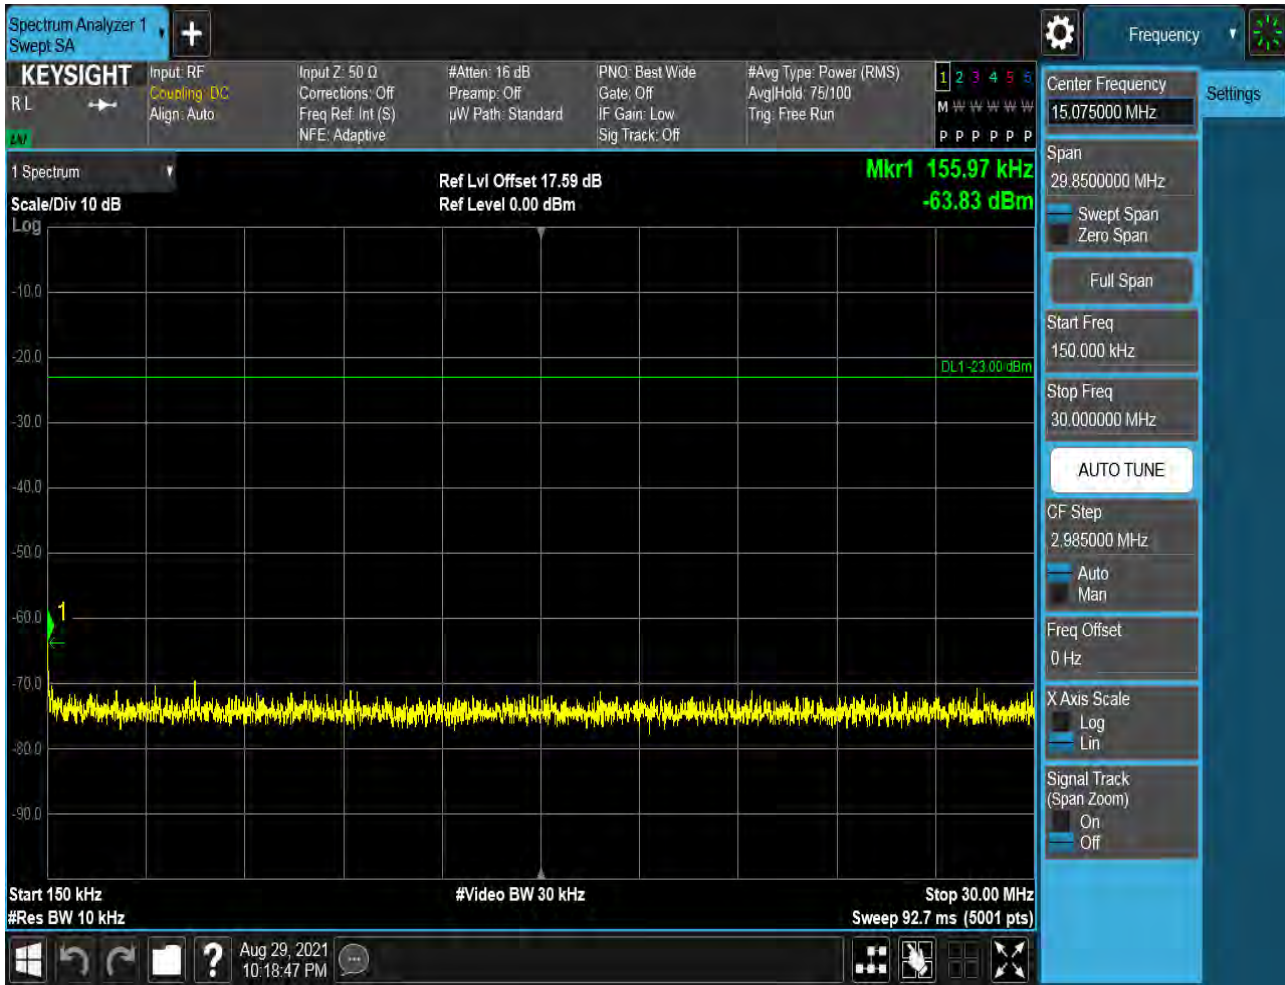 Spectrum Analyzer 1
Swept SA
Frequency
KEYSIGHT
R L
Input: RF
Coupling: DC
Align: Auto
Input Z: 50 Ω
Corrections: Off
Freq Ref: Int (S)
NFE: Adaptive
#Atten: 16 dB
Preamp: Off
µW Path: Standard
PNO: Best Wide
Gate: Off
IF Gain: Low
Sig Track: Off
#Avg Type: Power (RMS)
Avg|Hold: 75/100
Trig: Free Run
1 2 3 4 5 6
M W W W W W
P P P P P P
1 Spectrum
Scale/Div 10 dB
Log
Ref Lvl Offset 17.59 dB
Ref Level 0.00 dBm
Mkr1 155.97 kHz
-63.83 dBm
-10.0
-20.0
DL1 -23.00 dBm
-30.0
-40.0
-50.0
-60.0
1
-70.0
-80.0
-90.0
Start 150 kHz
#Video BW 30 kHz
Stop 30.00 MHz
#Res BW 10 kHz
Sweep 92.7 ms (5001 pts)
?
Aug 29, 2021
10:18:47 PM
Center Frequency
15.075000 MHz
Settings
Span
29.8500000 MHz
Swept Span
Zero Span
Full Span
Start Freq
150.000 kHz
Stop Freq
30.000000 MHz
AUTO TUNE
CF Step
2.985000 MHz
Auto
Man
Freq Offset
0 Hz
X Axis Scale
Log
Lin
Signal Track
(Span Zoom)
On
Off